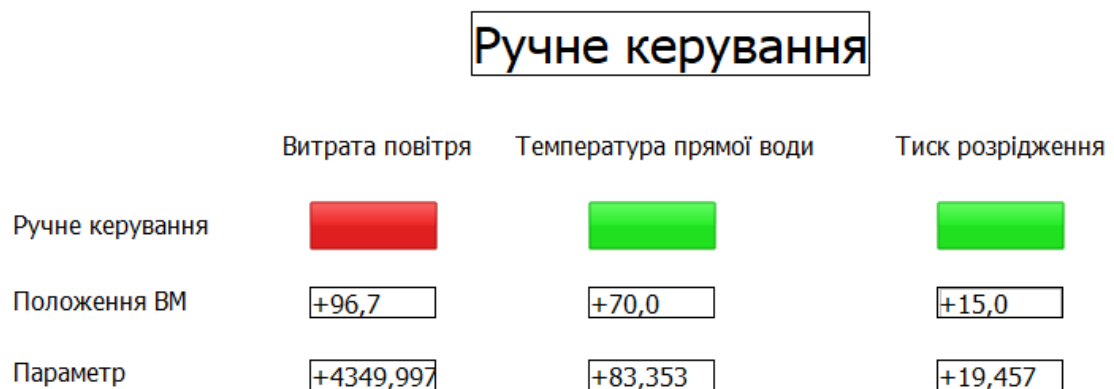 Ручне керування
Витрата повітря Температура прямої води Тиск розрідження
Ручне керування
Положення ВМ +96,7 +70,0 +15,0
Параметр +4349,997 +83,353 +19,457